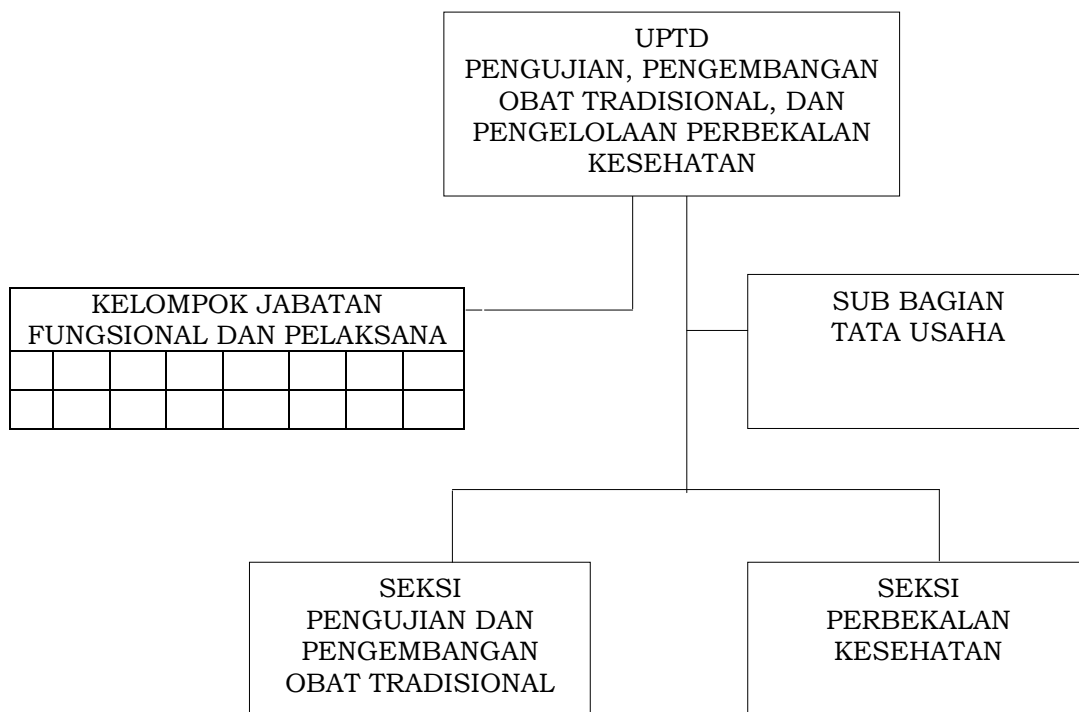 UPTD
PENGUJIAN, PENGEMBANGAN
OBAT TRADISIONAL, DAN
PENGELOLAAN PERBEKALAN
KESEHATAN
KELOMPOK JABATAN
FUNGSIONAL DAN PELAKSANA
SUB BAGIAN
TATA USAHA
SEKSI
PENGUJIAN DAN
PENGEMBANGAN
OBAT TRADISIONAL
SEKSI
PERBEKALAN
KESEHATAN